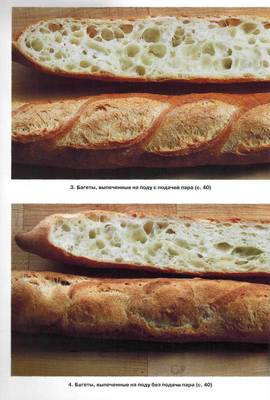 3. Багеты, выпеченные на поду с подачей пара (с. 40)
4. Багеты, выпеченные на поду без подачи пара (с. 40)